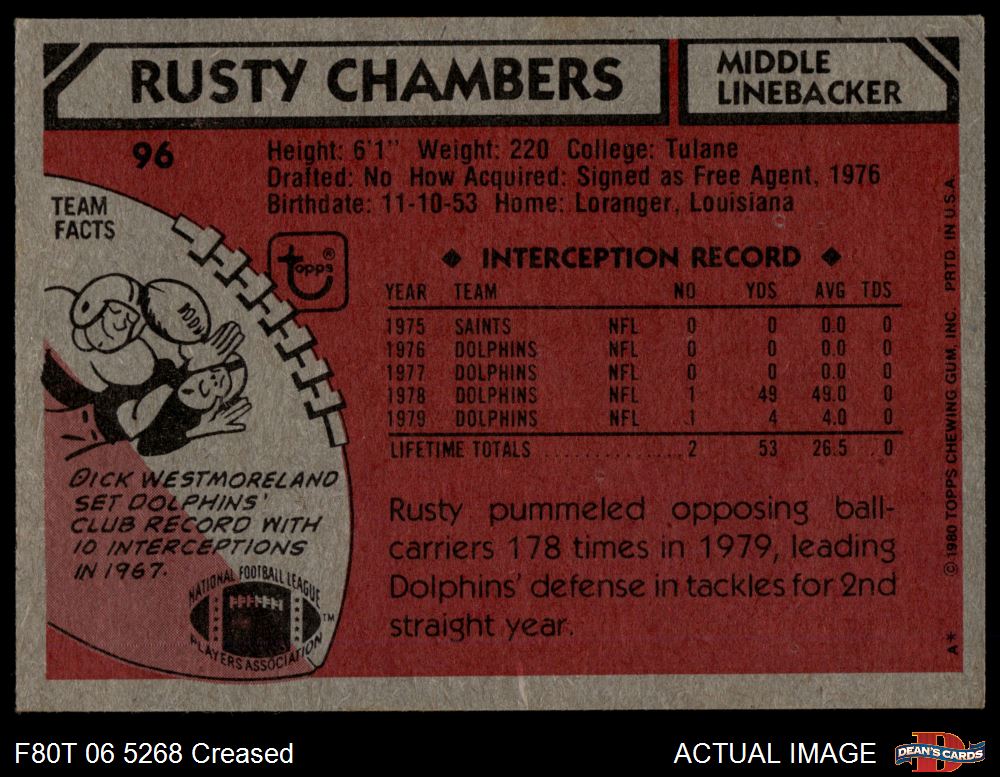 RUSTY CHAMBERS
MIDDLE
LINEBACKER
96
Height: 6'1" Weight: 220 College: Tulane
Drafted: No How Acquired: Signed as Free Agent, 1976
Birthdate: 11-10-53 Home: Loranger, Louisiana
TEAM
FACTS
topps®
◆ INTERCEPTION RECORD ◆
YEAR TEAM NO YDS AVG TDS
1975 SAINTS NFL 0 0 0.0 0
1976 DOLPHINS NFL 0 0 0.0 0
1977 DOLPHINS NFL 0 0 0.0 0
1978 DOLPHINS NFL 1 49 49.0 0
1979 DOLPHINS NFL 1 4 4.0 0
LIFETIME TOTALS 2 53 26.5 0
DICK WESTMORELAND
SET DOLPHINS'
CLUB RECORD WITH
10 INTERCEPTIONS
IN 1967.
NATIONAL FOOTBALL LEAGUE
PLAYERS ASSOCIATION
TM
Rusty pummeled opposing ball-
carriers 178 times in 1979, leading
Dolphins' defense in tackles for 2nd
straight year.
A* ©1980 TOPPS CHEWING GUM, INC. PRTD. IN U.S.A.
F80T 06 5268 Creased
ACTUAL IMAGE
DEAN'S CARDS